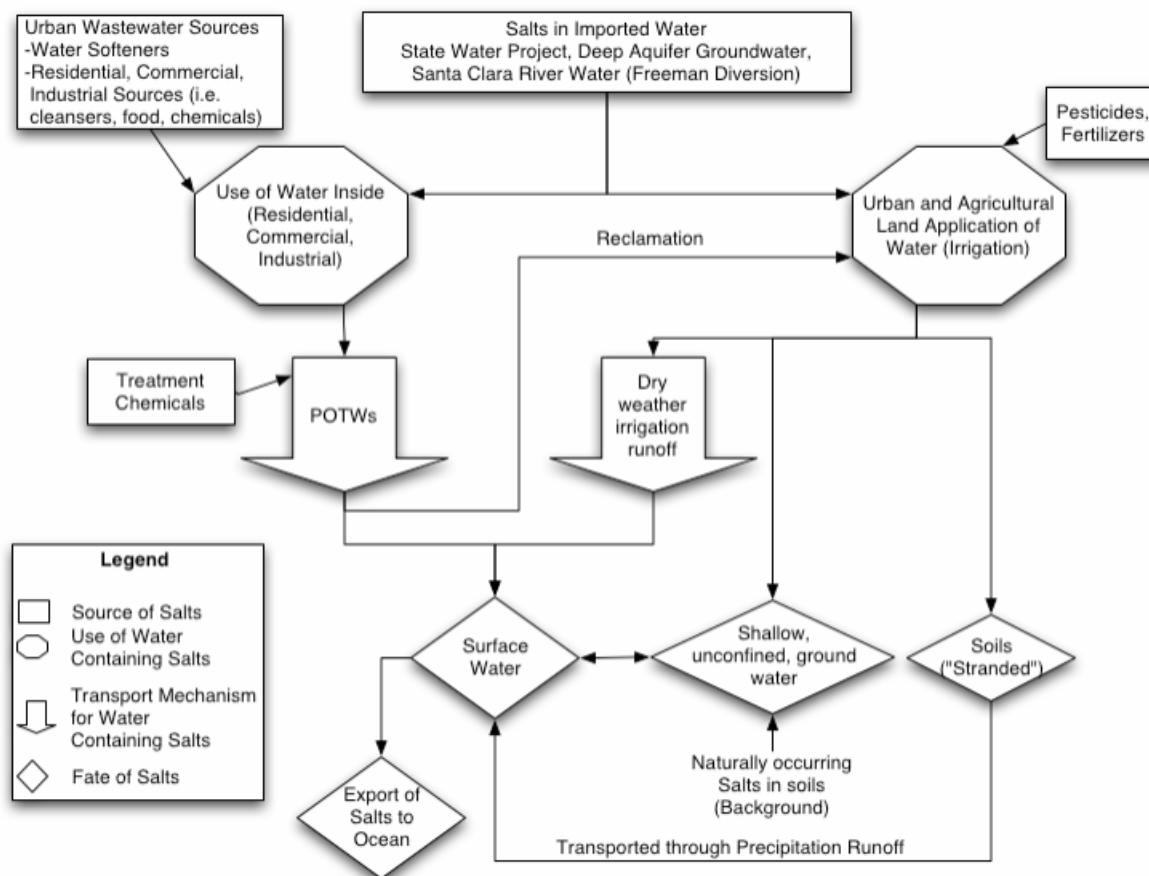 Urban Wastewater Sources
-Water Softeners
-Residential, Commercial,
Industrial Sources (i.e.
cleansers, food, chemicals)
Salts in Imported Water
State Water Project, Deep Aquifer Groundwater,
Santa Clara River Water (Freeman Diversion)
Pesticides,
Fertilizers
Use of Water Inside
(Residential,
Commercial,
Industrial)
Urban and Agricultural
Land Application of
Water (Irrigation)
Reclamation
Treatment
Chemicals
POTWs
Dry
weather
irrigation
runoff
Legend
Source of Salts
Use of Water
Containing Salts
Transport Mechanism
for Water
Containing Salts
Fate of Salts
Surface
Water
Shallow,
unconfined, ground
water
Soils
("Stranded")
Naturally occurring
Salts in soils
(Background)
Export of
Salts to
Ocean
Transported through Precipitation Runoff